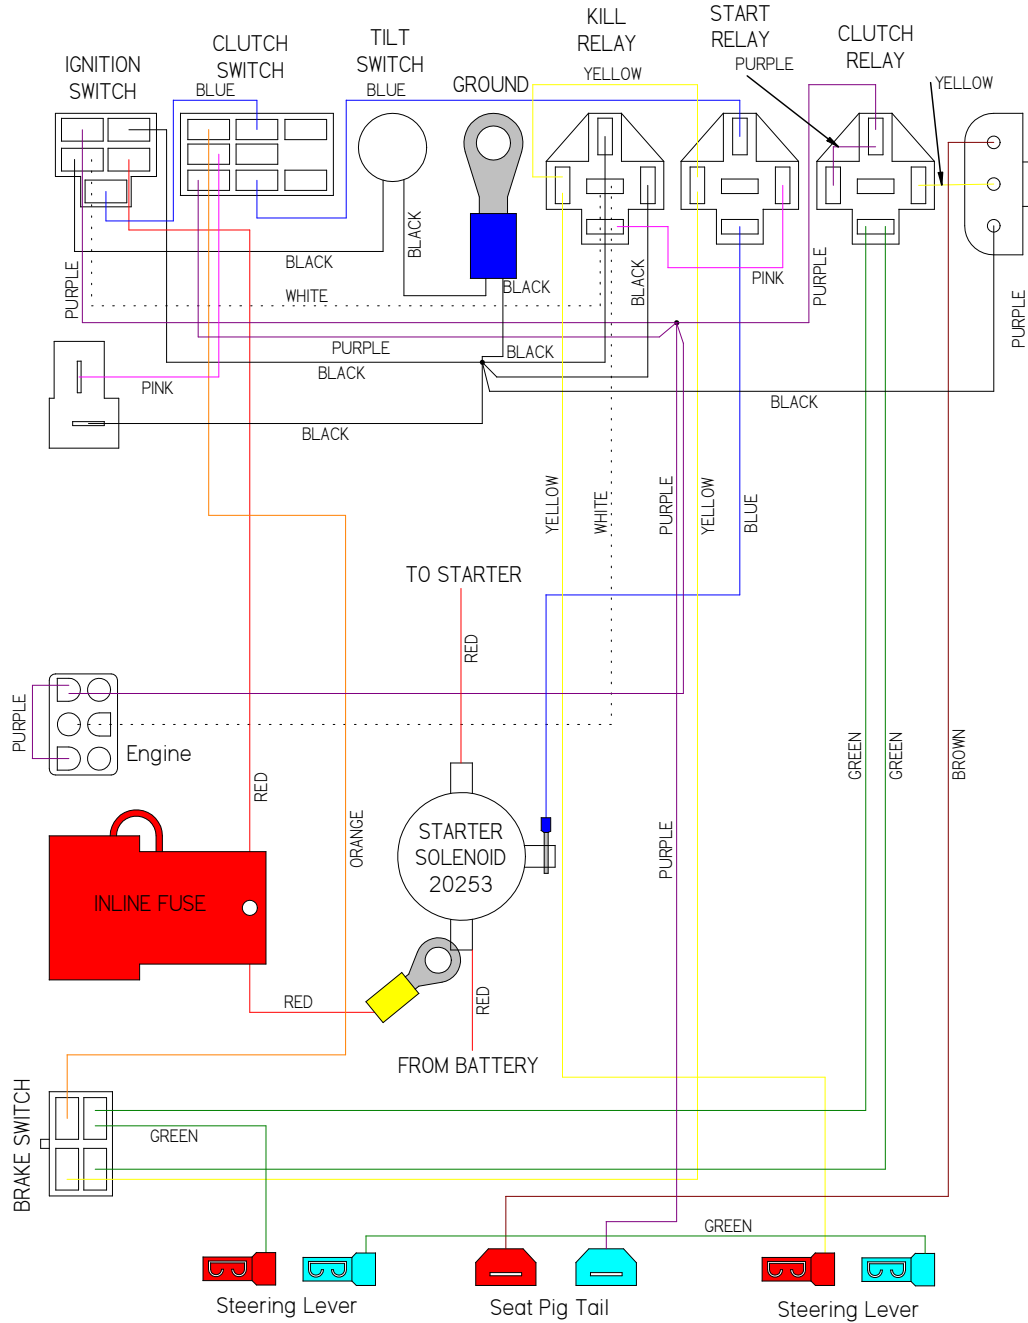 KILL
RELAY
START
RELAY
CLUTCH
RELAY
TILT
SWITCH
CLUTCH
SWITCH
IGNITION
SWITCH
GROUND
YELLOW
PURPLE
YELLOW
BLUE
BLUE
BLACK
BLACK
PURPLE
WHITE
BLACK
BLACK
PINK
PURPLE
PURPLE
PURPLE
BLACK
BLACK
PINK
BLACK
BLACK
YELLOW
WHITE
PURPLE
YELLOW
BLUE
TO STARTER
RED
PURPLE
Engine
RED
ORANGE
GREEN
GREEN
BROWN
STARTER
SOLENOID
20253
PURPLE
INLINE FUSE
RED
RED
FROM BATTERY
BRAKE SWITCH
GREEN
GREEN
Steering Lever
Seat Pig Tail
Steering Lever